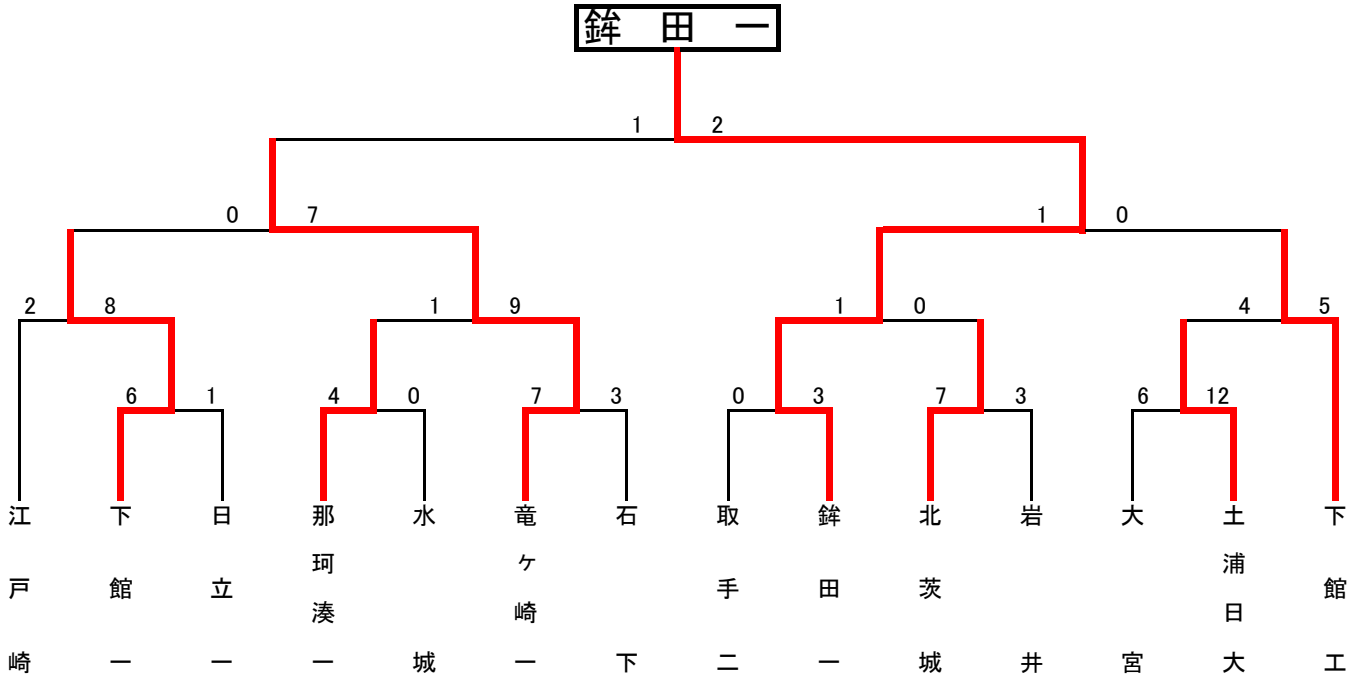 鉾田一
1 2
0 7 1 0
2 8 1 9 1 0 4 5
6 1 4 0 7 3 0 3 7 3 6 12
江戸崎
下館一
日立一
那珂湊一
水城
竜ケ崎一
石下
取手二
鉾田一
北茨城
岩井
大宮
土浦日大
下館工